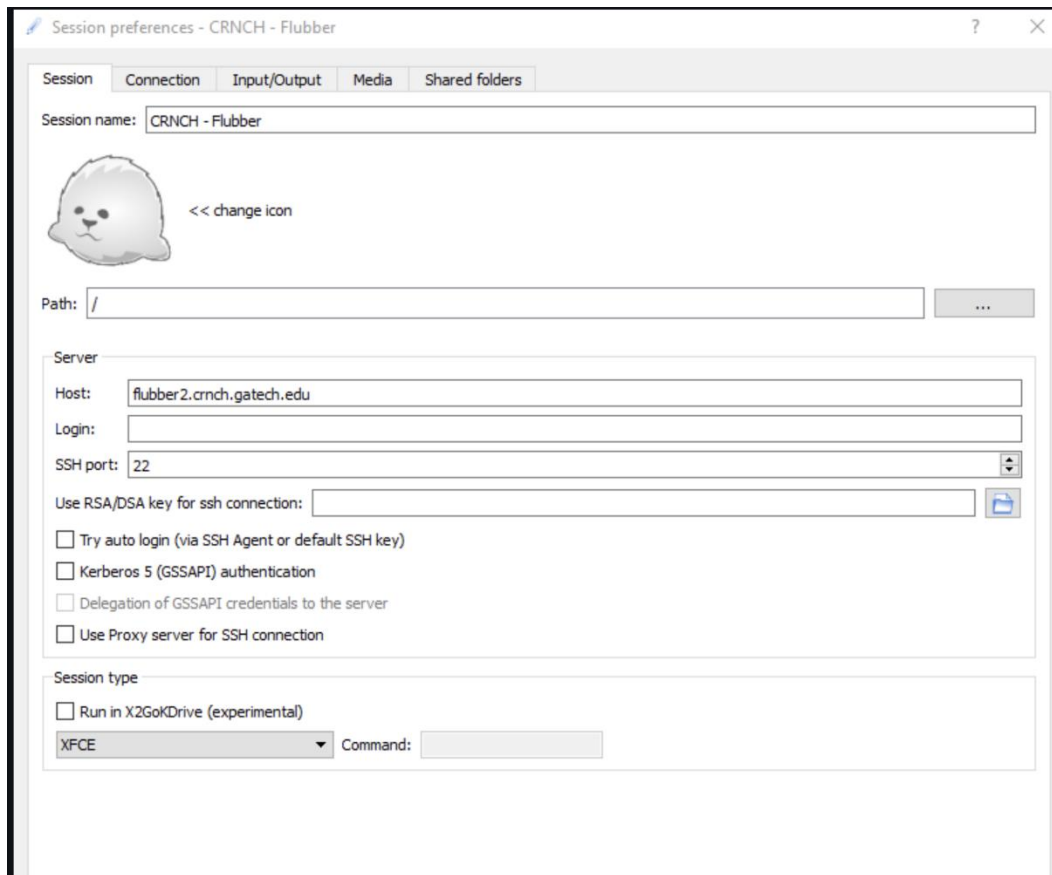 Session preferences - CRNCH - Flubber ?
Session Connection Input/Output Media Shared folders
Session name: CRNCH - Flubber
<< change icon
Path: / ...
Server
Host: flubber2.crnch.gatech.edu
Login:
SSH port: 22
Use RSA/DSA key for ssh connection:
Try auto login (via SSH Agent or default SSH key)
Kerberos 5 (GSSAPI) authentication
Delegation of GSSAPI credentials to the server
Use Proxy server for SSH connection
Session type
Run in X2GoKDrive (experimental)
XFCE Command: